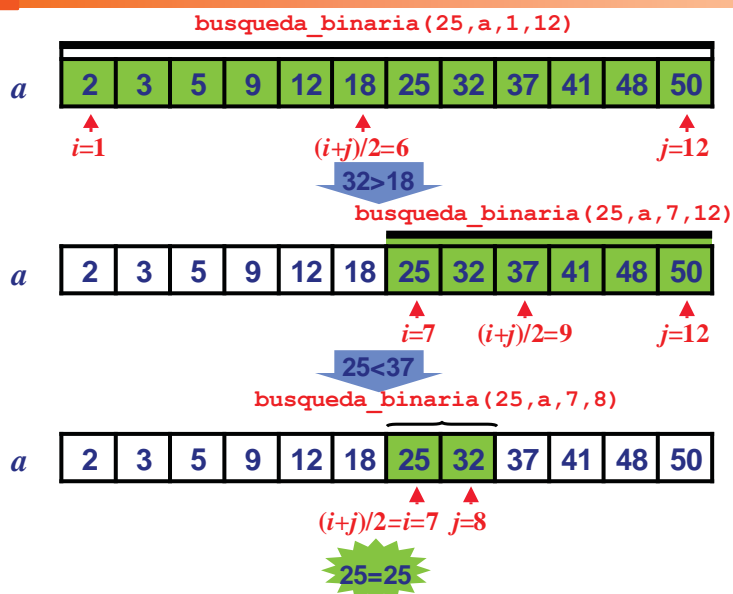 busqueda_binaria(25,a,1,12)
a 2 3 5 9 12 18 25 32 37 41 48 50
i=1 (i+j)/2=6 j=12
32>18
busqueda_binaria(25,a,7,12)
a 2 3 5 9 12 18 25 32 37 41 48 50
i=7 (i+j)/2=9 j=12
25<37
busqueda_binaria(25,a,7,8)
a 2 3 5 9 12 18 25 32 37 41 48 50
(i+j)/2=i=7 j=8
25=25